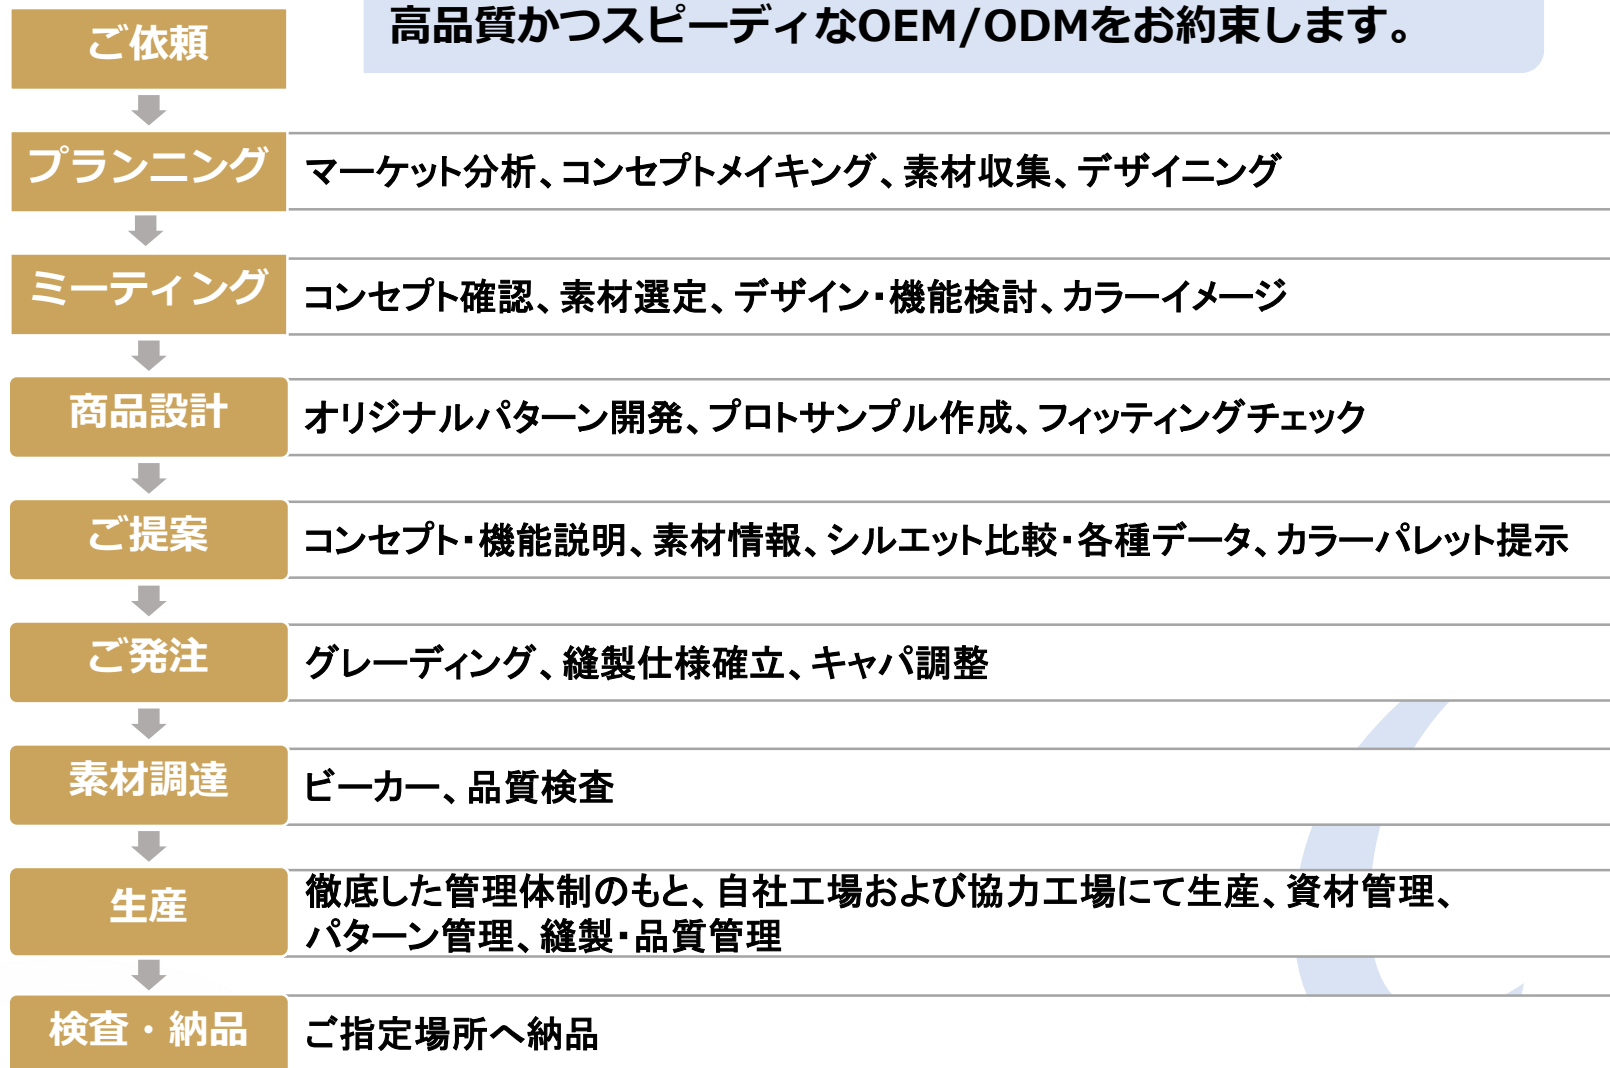 高品質かつスピーディなOEM/ODMをお約束します。
ご依頼
プランニング
マーケット分析、コンセプトメイキング、素材収集、デザイニング
ミーティング
コンセプト確認、素材選定、デザイン・機能検討、カラーイメージ
商品設計
オリジナルパターン開発、プロトサンプル作成、フィッティングチェック
ご提案
コンセプト・機能説明、素材情報、シルエット比較・各種データ、カラーパレット提示
ご発注
グレーディング、縫製仕様確立、キャパ調整
素材調達
ビーカー、品質検査
生産
徹底した管理体制のもと、自社工場および協力工場にて生産、資材管理、
パターン管理、縫製・品質管理
検査・納品
ご指定場所へ納品